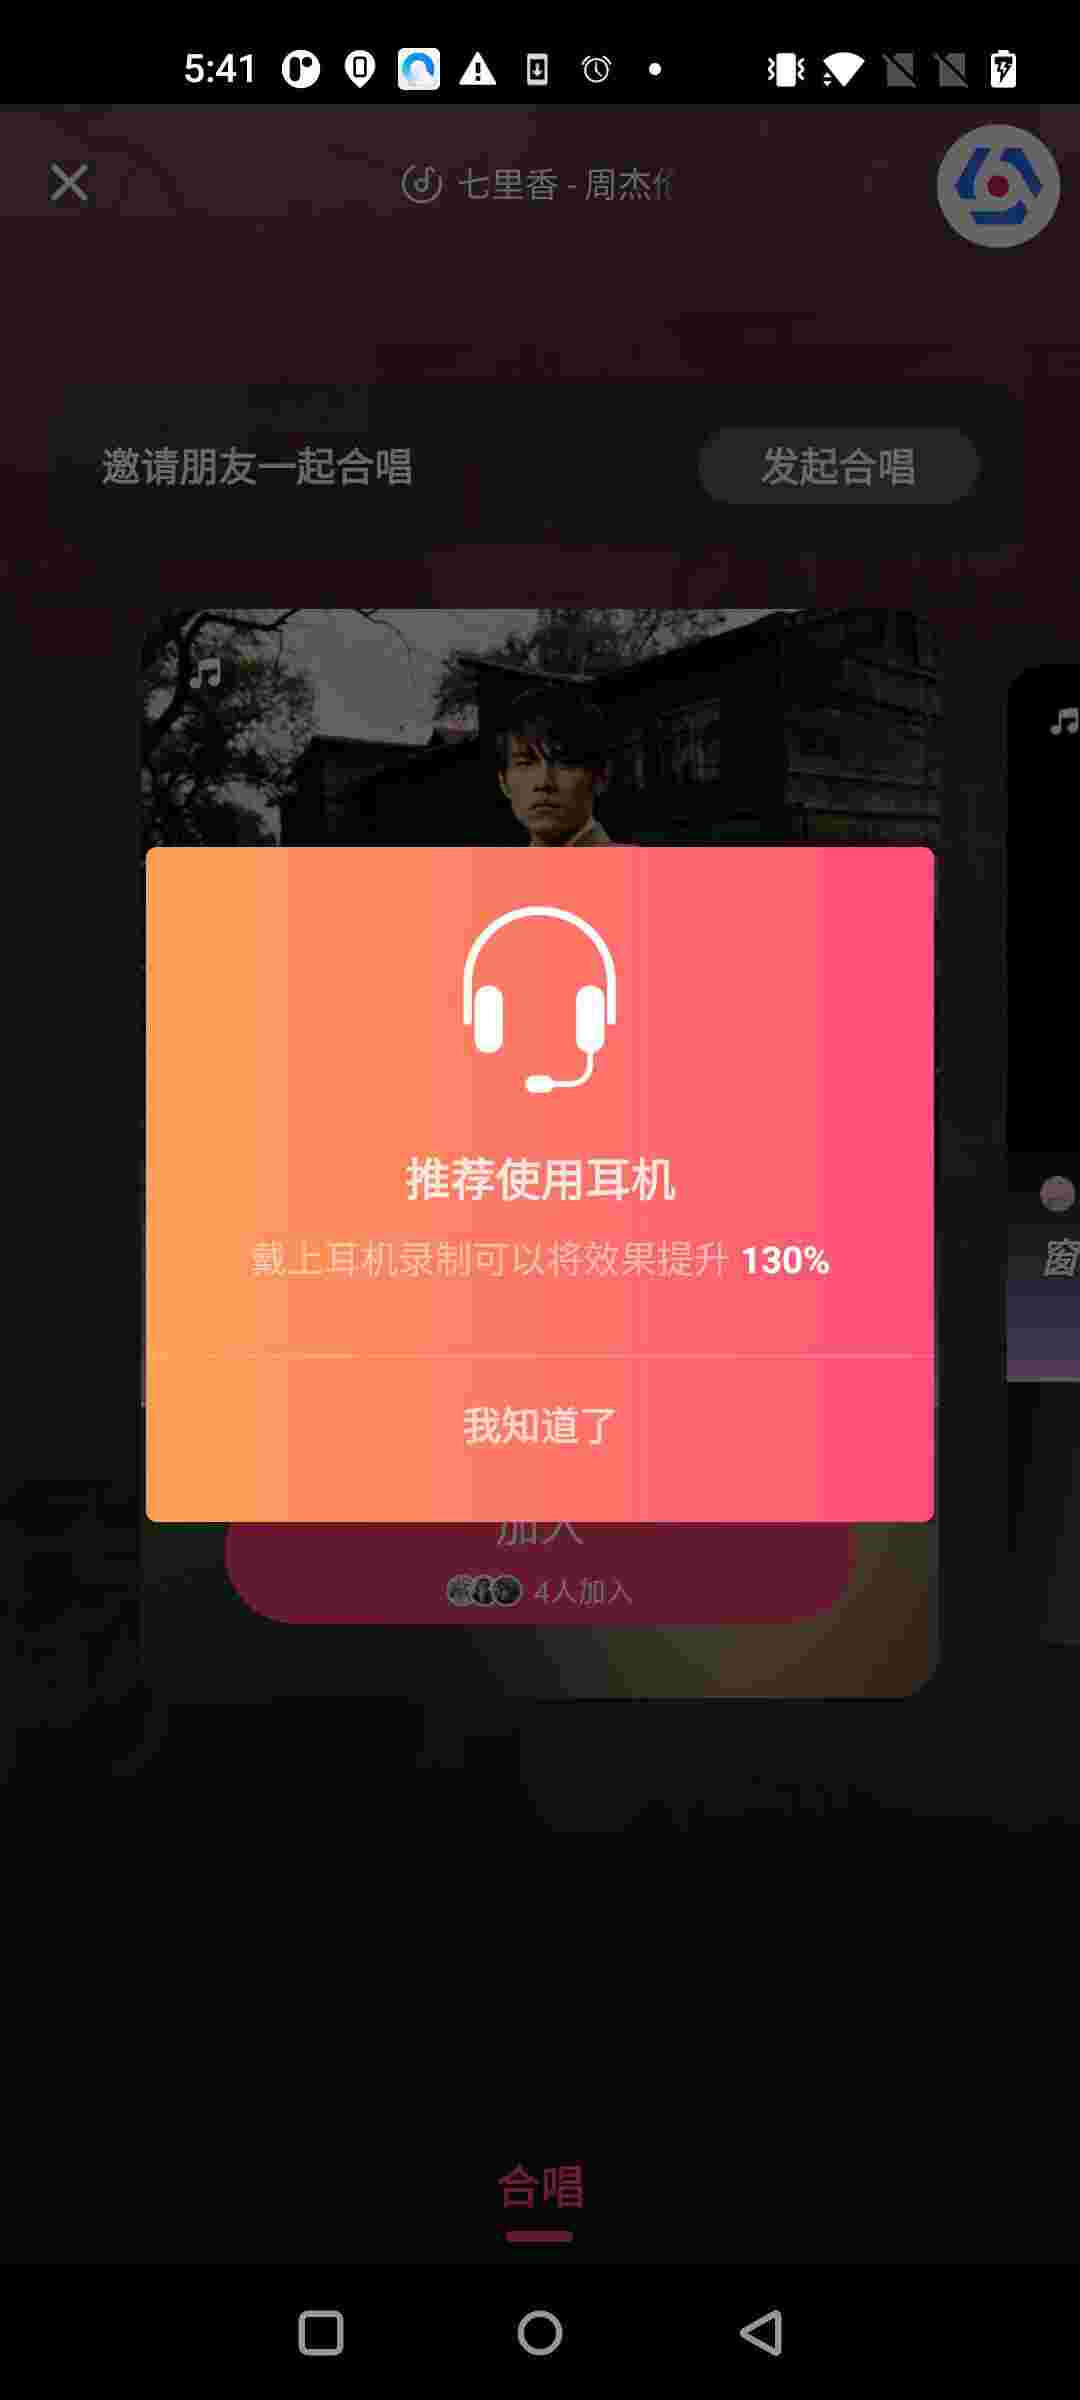 5:41
七里香 - 周杰
邀请朋友一起合唱
发起合唱
推荐使用耳机
戴上耳机录制可以将效果提升 130%
窗
我知道了
加入
4人加入
合唱